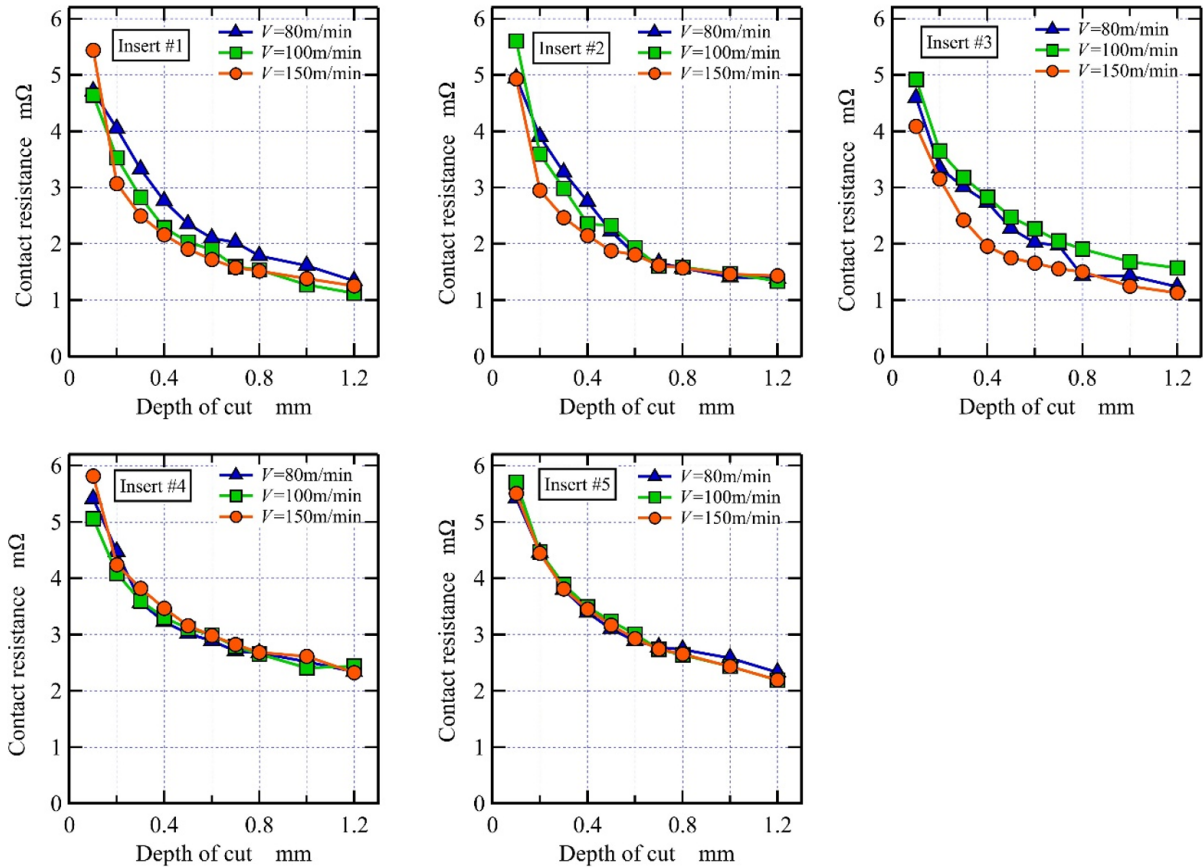 Contact resistance mΩ
6
5
4
3
2
1
0
Insert #1
V=80m/min
V=100m/min
V=150m/min
0 0.4 0.8 1.2
Depth of cut mm
Contact resistance mΩ
6
5
4
3
2
1
0
Insert #2
V=80m/min
V=100m/min
V=150m/min
0 0.4 0.8 1.2
Depth of cut mm
Contact resistance mΩ
6
5
4
3
2
1
0
Insert #3
V=80m/min
V=100m/min
V=150m/min
0 0.4 0.8 1.2
Depth of cut mm
Contact resistance mΩ
6
5
4
3
2
1
0
Insert #4
V=80m/min
V=100m/min
V=150m/min
0 0.4 0.8 1.2
Depth of cut mm
Contact resistance mΩ
6
5
4
3
2
1
0
Insert #5
V=80m/min
V=100m/min
V=150m/min
0 0.4 0.8 1.2
Depth of cut mm